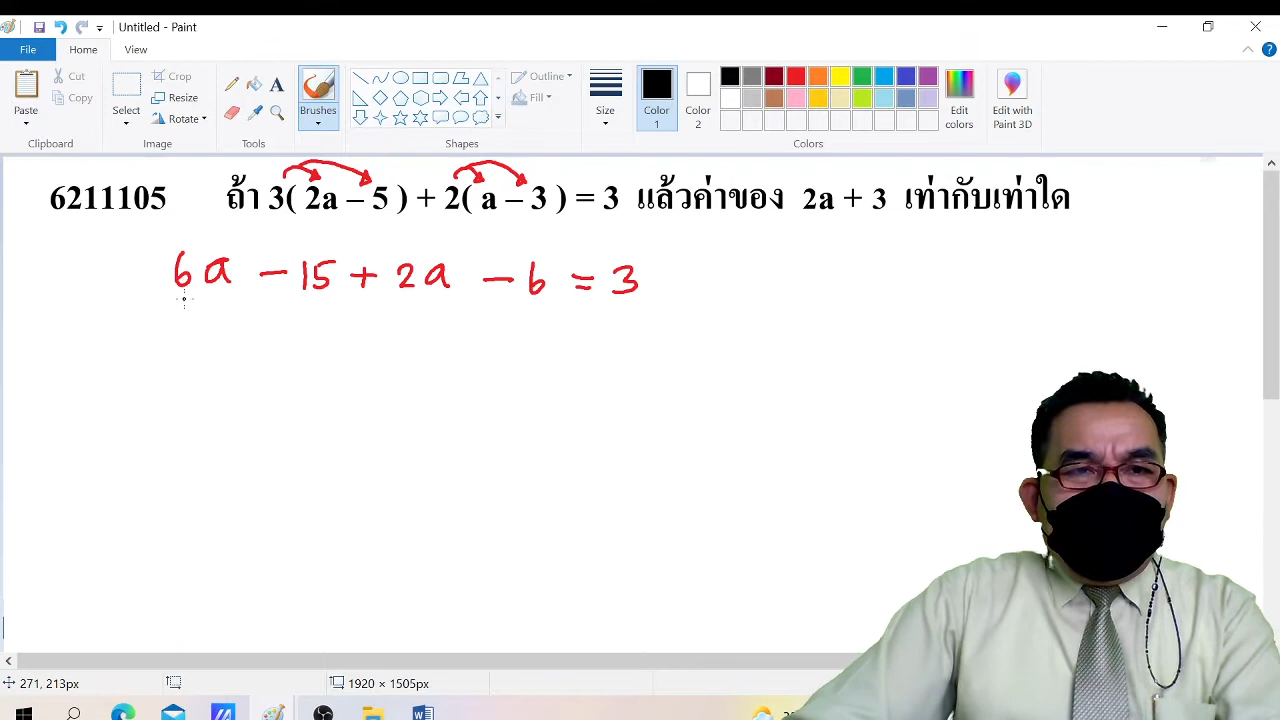 Untitled - Paint
File Home View
Paste Cut Copy Select Crop Resize Rotate Brushes Outline Fill Size Color 1 Color 2 Edit colors Edit with Paint 3D
Clipboard Image Tools Shapes Colors
6211105 ถ้า 3( 2a – 5 ) + 2( a – 3 ) = 3 แล้วค่าของ 2a + 3 เท่ากับเท่าใด
6a – 15 + 2a – 6 = 3
271, 213px 1920 × 1505px